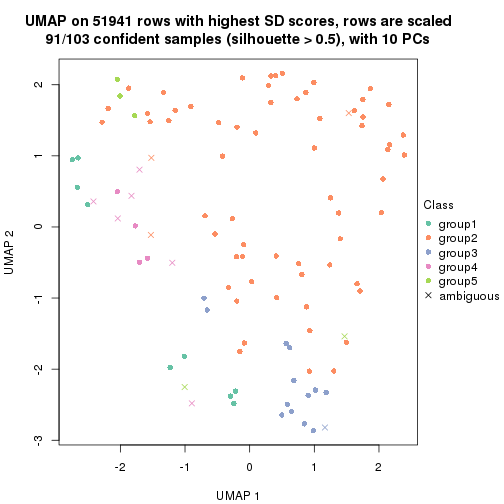 UMAP on 51941 rows with highest SD scores, rows are scaled
91/103 confident samples (silhouette > 0.5), with 10 PCs
UMAP 2
2
1
0
-1
-2
-3
-2
-1
0
1
2
UMAP 1
Class
group1
group2
group3
group4
group5
ambiguous